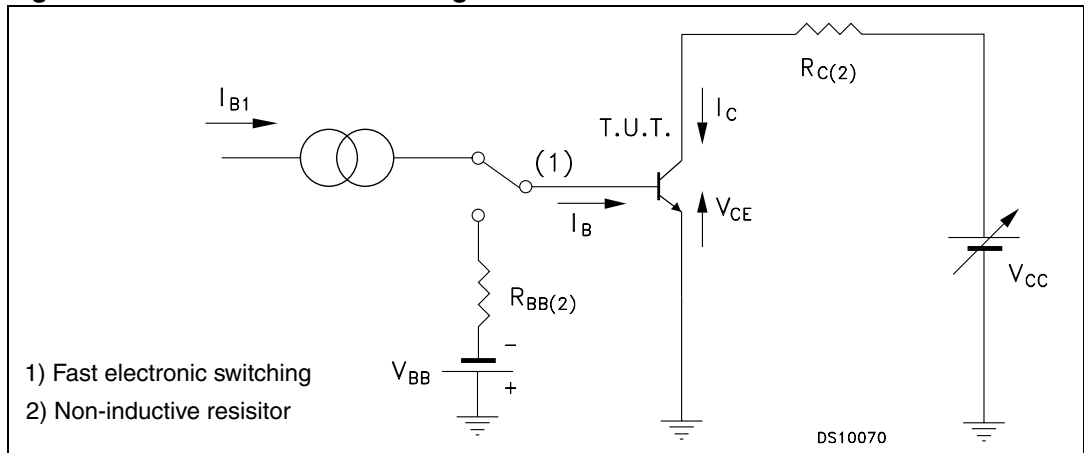 I_B1
R_C(2)
I_C
T.U.T.
(1)
I_B
V_CE
R_BB(2)
V_CC
-
V_BB
+
1) Fast electronic switching
2) Non-inductive resisitor
DS10070